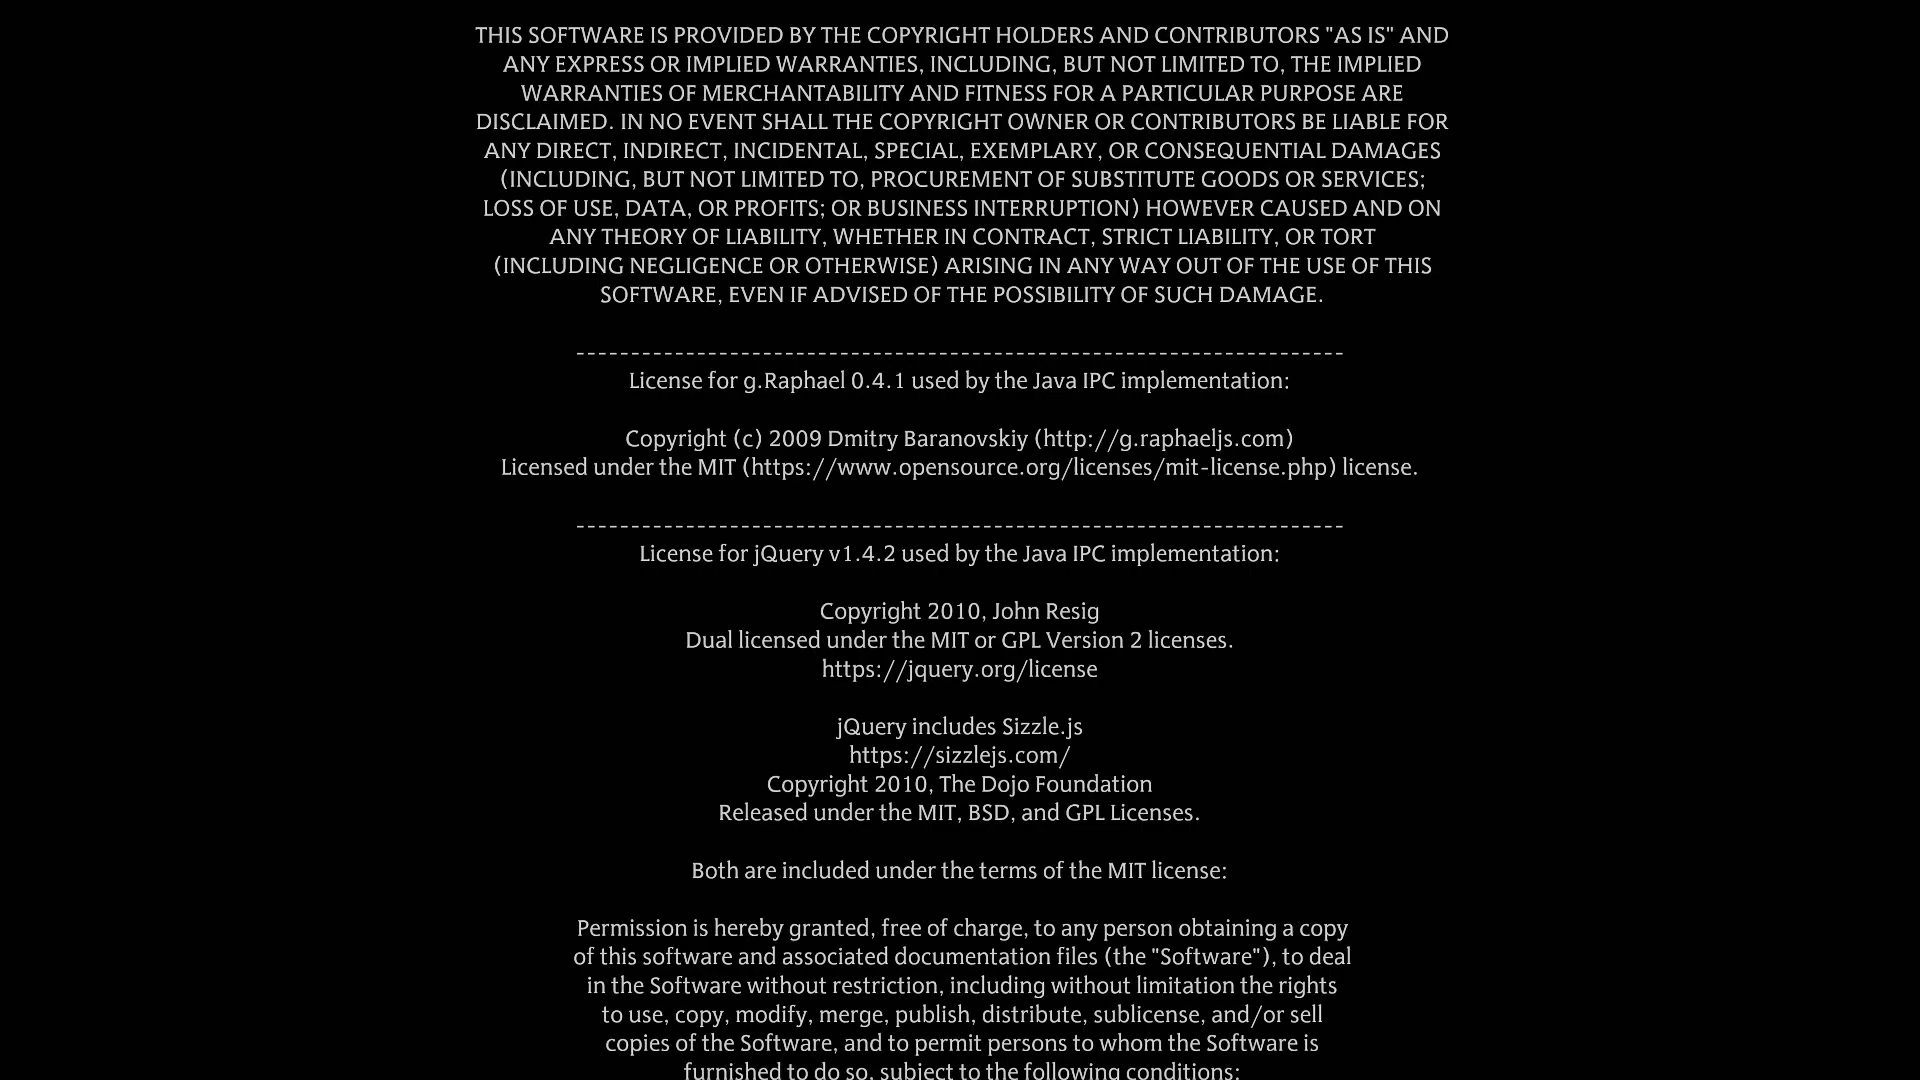 THIS SOFTWARE IS PROVIDED BY THE COPYRIGHT HOLDERS AND CONTRIBUTORS "AS IS" AND
ANY EXPRESS OR IMPLIED WARRANTIES, INCLUDING, BUT NOT LIMITED TO, THE IMPLIED
WARRANTIES OF MERCHANTABILITY AND FITNESS FOR A PARTICULAR PURPOSE ARE
DISCLAIMED. IN NO EVENT SHALL THE COPYRIGHT OWNER OR CONTRIBUTORS BE LIABLE FOR
ANY DIRECT, INDIRECT, INCIDENTAL, SPECIAL, EXEMPLARY, OR CONSEQUENTIAL DAMAGES
(INCLUDING, BUT NOT LIMITED TO, PROCUREMENT OF SUBSTITUTE GOODS OR SERVICES;
LOSS OF USE, DATA, OR PROFITS; OR BUSINESS INTERRUPTION) HOWEVER CAUSED AND ON
ANY THEORY OF LIABILITY, WHETHER IN CONTRACT, STRICT LIABILITY, OR TORT
(INCLUDING NEGLIGENCE OR OTHERWISE) ARISING IN ANY WAY OUT OF THE USE OF THIS
SOFTWARE, EVEN IF ADVISED OF THE POSSIBILITY OF SUCH DAMAGE.
----------------------------------------------------------------------
License for g.Raphael 0.4.1 used by the Java IPC implementation:
Copyright (c) 2009 Dmitry Baranovskiy (http://g.raphaeljs.com)
Licensed under the MIT (https://www.opensource.org/licenses/mit-license.php) license.
----------------------------------------------------------------------
License for jQuery v1.4.2 used by the Java IPC implementation:
Copyright 2010, John Resig
Dual licensed under the MIT or GPL Version 2 licenses.
https://jquery.org/license
jQuery includes Sizzle.js
https://sizzlejs.com/
Copyright 2010, The Dojo Foundation
Released under the MIT, BSD, and GPL Licenses.
Both are included under the terms of the MIT license:
Permission is hereby granted, free of charge, to any person obtaining a copy
of this software and associated documentation files (the "Software"), to deal
in the Software without restriction, including without limitation the rights
to use, copy, modify, merge, publish, distribute, sublicense, and/or sell
copies of the Software, and to permit persons to whom the Software is
furnished to do so, subject to the following conditions: